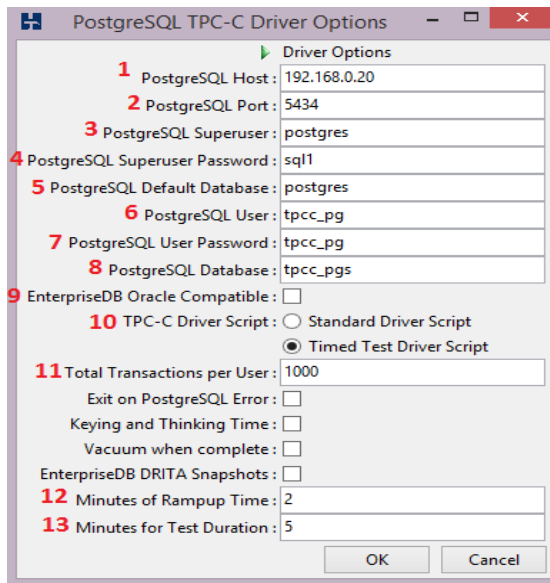 PostgreSQL TPC-C Driver Options
Driver Options
1 PostgreSQL Host : 192.168.0.20
2 PostgreSQL Port : 5434
3 PostgreSQL Superuser : postgres
4 PostgreSQL Superuser Password : sql1
5 PostgreSQL Default Database : postgres
6 PostgreSQL User : tpcc_pg
7 PostgreSQL User Password : tpcc_pg
8 PostgreSQL Database : tpcc_pgs
9 EnterpriseDB Oracle Compatible :
10 TPC-C Driver Script : Standard Driver Script
Timed Test Driver Script
11 Total Transactions per User : 1000
Exit on PostgreSQL Error :
Keying and Thinking Time :
Vacuum when complete :
EnterpriseDB DRITA Snapshots :
12 Minutes of Rampup Time : 2
13 Minutes for Test Duration : 5
OK Cancel